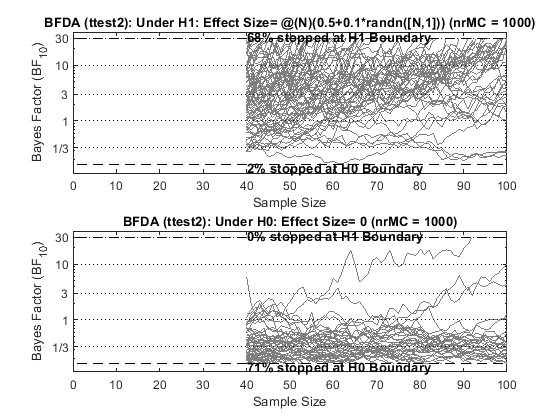 BFDA (ttest2): Under H1: Effect Size= @(N)(0.5+0.1*randn([N,1])) (nrMC = 1000)
68% stopped at H1 Boundary
30
10
3
1
1/3
Bayes Factor (BF10)
2% stopped at H0 Boundary
0 10 20 30 40 50 60 70 80 90 100
Sample Size
BFDA (ttest2): Under H0: Effect Size= 0 (nrMC = 1000)
0% stopped at H1 Boundary
30
10
3
1
1/3
Bayes Factor (BF10)
71% stopped at H0 Boundary
0 10 20 30 40 50 60 70 80 90 100
Sample Size